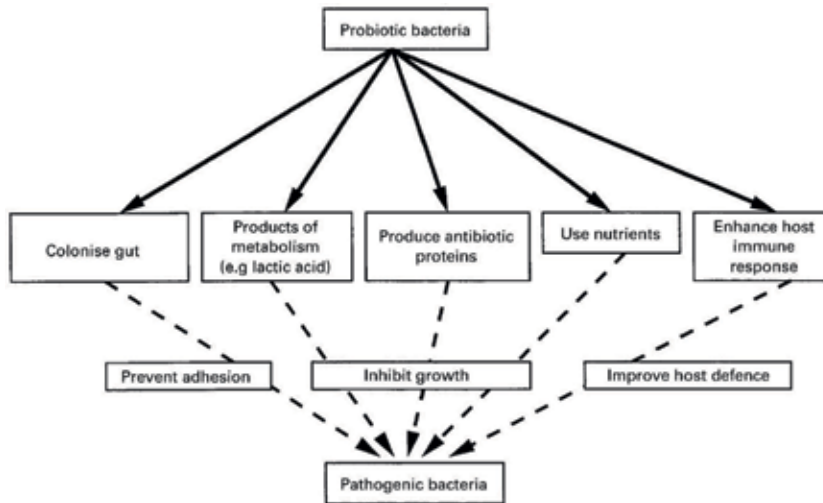 Probiotic bacteria
Colonise gut
Products of
metabolism
(e.g lactic acid)
Produce antibiotic
proteins
Use nutrients
Enhance host
immune
response
Prevent adhesion
Inhibit growth
Improve host defence
Pathogenic bacteria